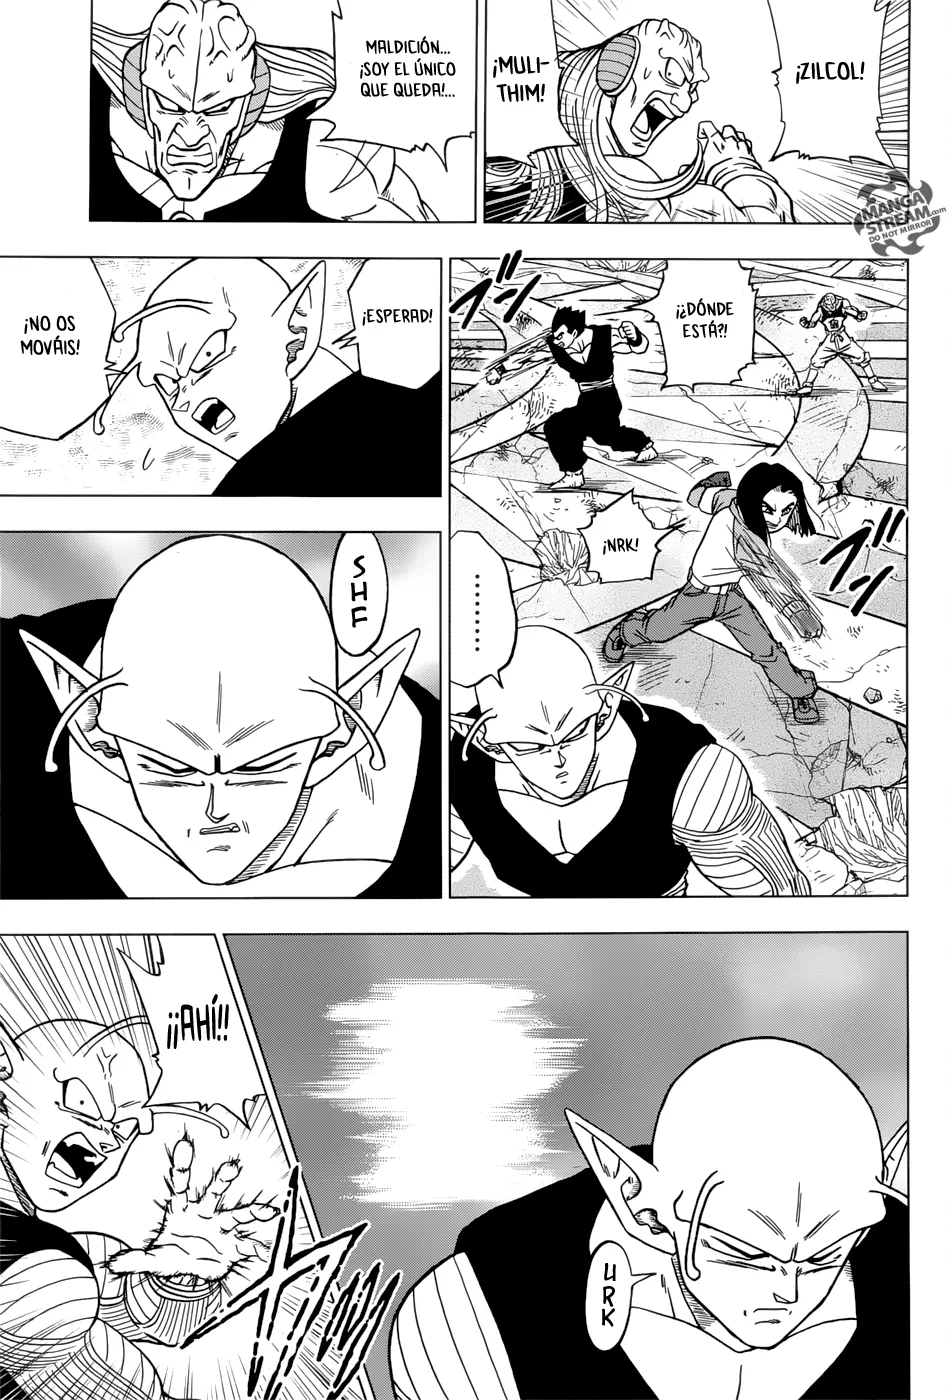 ¡ZILCOL!
¡MULI-
THIM!
MALDICIÓN...
¡SOY EL ÚNICO
QUE QUEDA!...
MANGA
STREAM.com
DO NOT MIRROR
¡¿DÓNDE
ESTÁ?!
¡NRK!
.........
¡ESPERAD!
¡NO OS
MOVÁIS!
SHF
URK
¡¡AHÍ!!